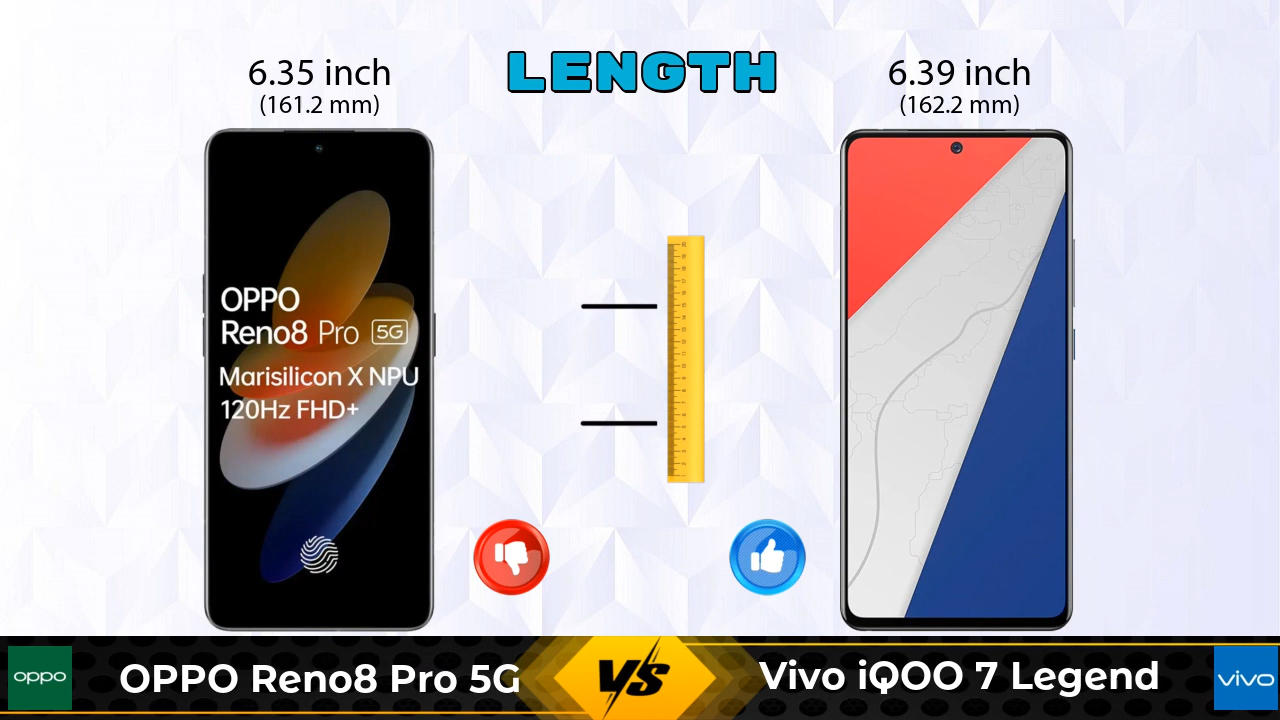 LENGTH
6.35 inch
(161.2 mm)
6.39 inch
(162.2 mm)
OPPO
Reno8 Pro 5G
Marisilicon X NPU
120Hz FHD+
oppo
OPPO Reno8 Pro 5G
VS
Vivo iQOO 7 Legend
vivo